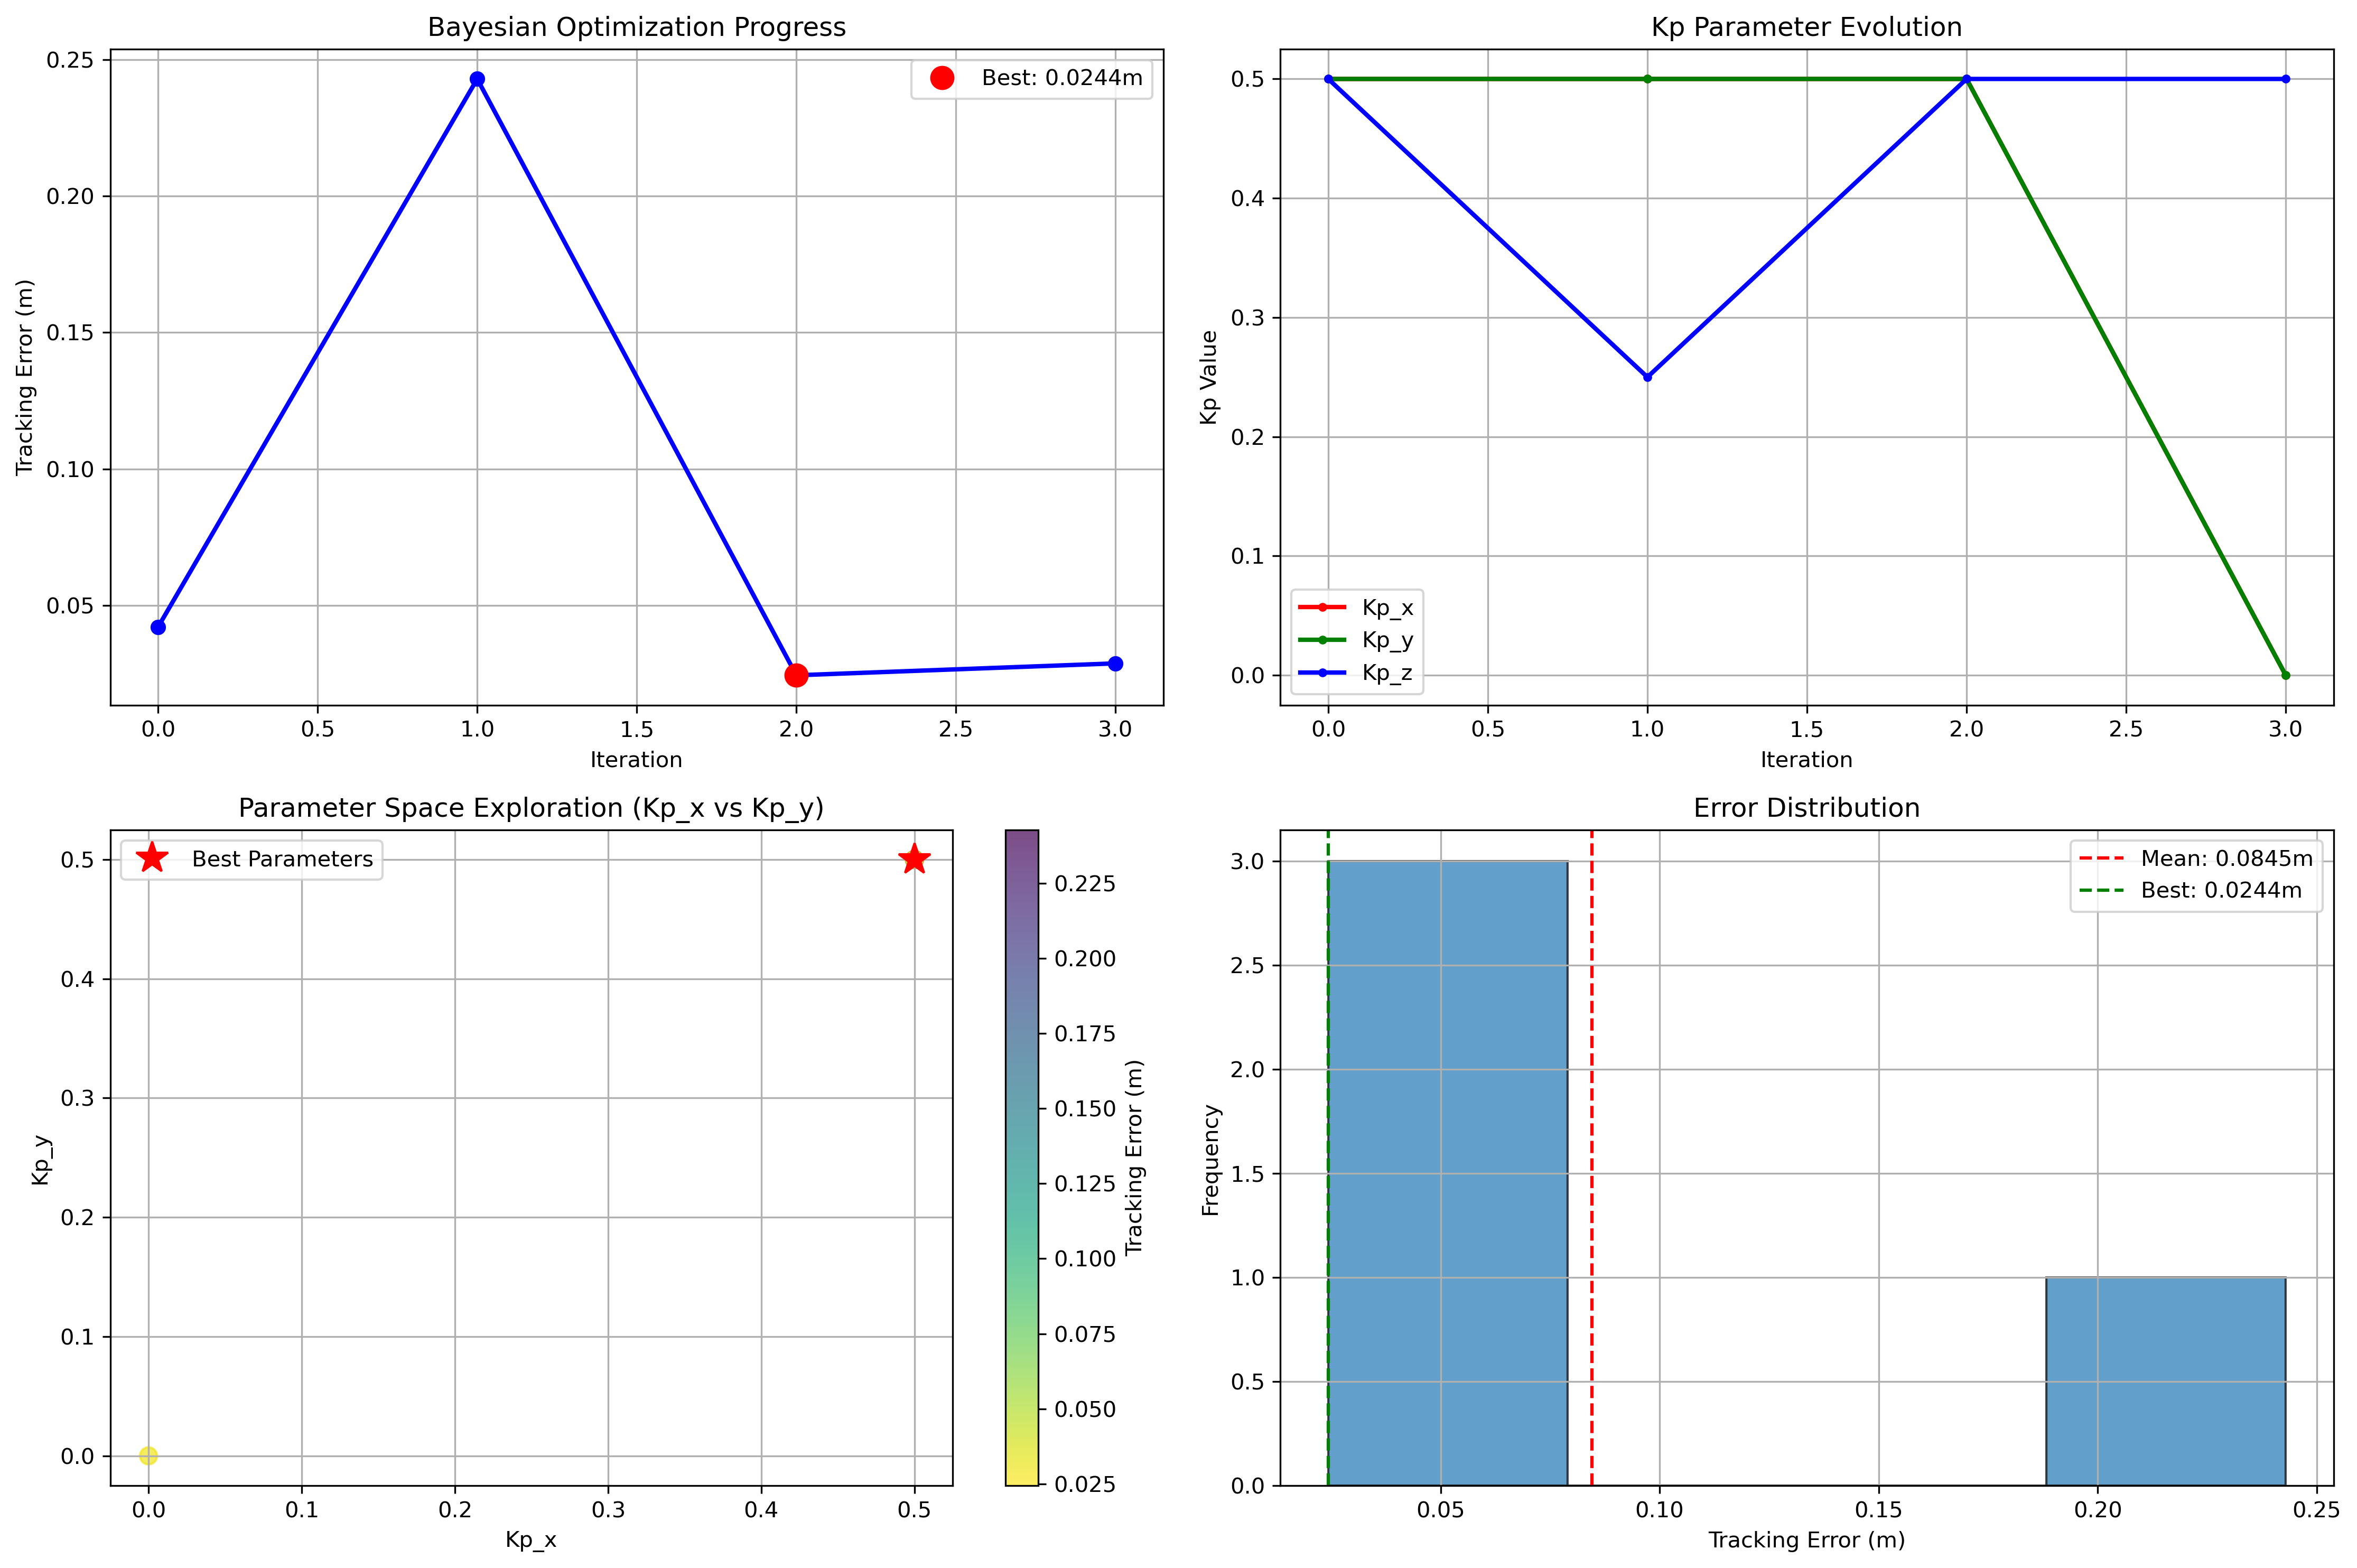 Bayesian Optimization Progress
Best: 0.0244m
0.25
0.20
0.15
0.10
0.05
Tracking Error (m)
0.0 0.5 1.0 1.5 2.0 2.5 3.0
Iteration
Kp Parameter Evolution
0.5
0.4
0.3
0.2
0.1
0.0
Kp Value
Kp_x
Kp_y
Kp_z
0.0 0.5 1.0 1.5 2.0 2.5 3.0
Iteration
Parameter Space Exploration (Kp_x vs Kp_y)
Best Parameters
0.5
0.4
0.3
0.2
0.1
0.0
Kp_y
0.0 0.1 0.2 0.3 0.4 0.5
Kp_x
0.225
0.200
0.175
0.150
0.125
0.100
0.075
0.050
0.025
Tracking Error (m)
Error Distribution
Mean: 0.0845m
Best: 0.0244m
3.0
2.5
2.0
1.5
1.0
0.5
0.0
Frequency
0.05 0.10 0.15 0.20 0.25
Tracking Error (m)